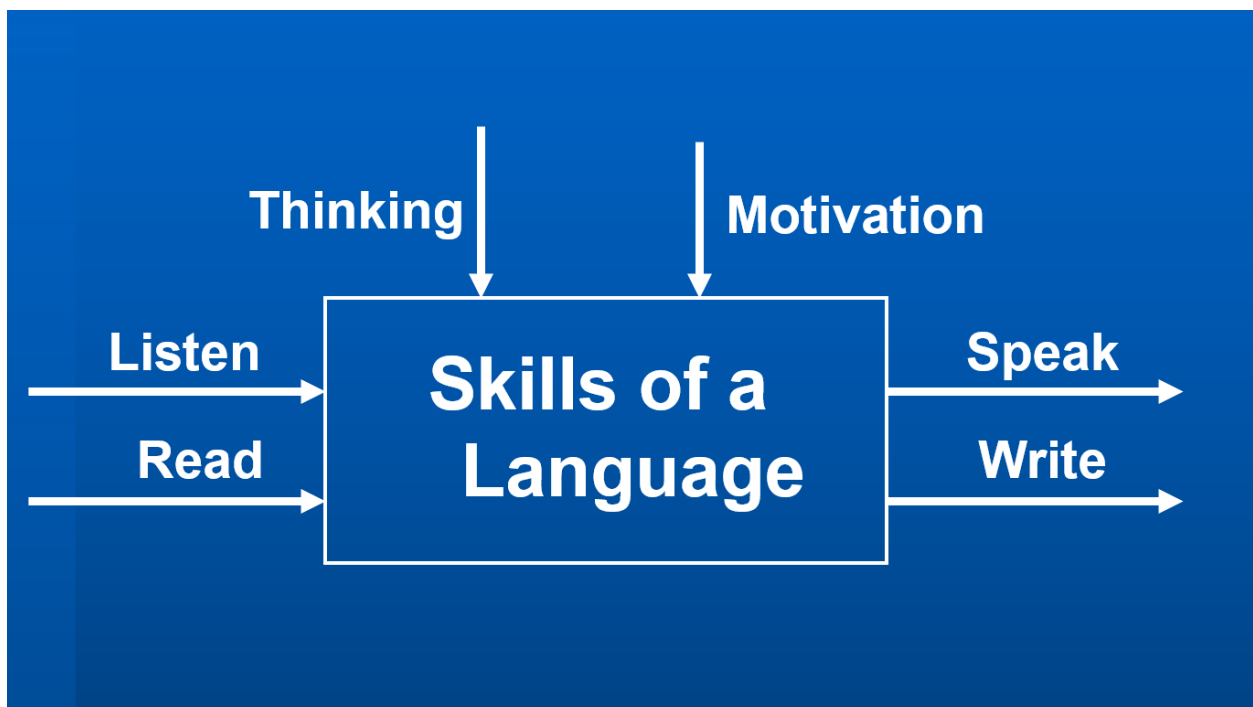 Thinking
Motivation
Listen
Read
Skills of a
Language
Speak
Write